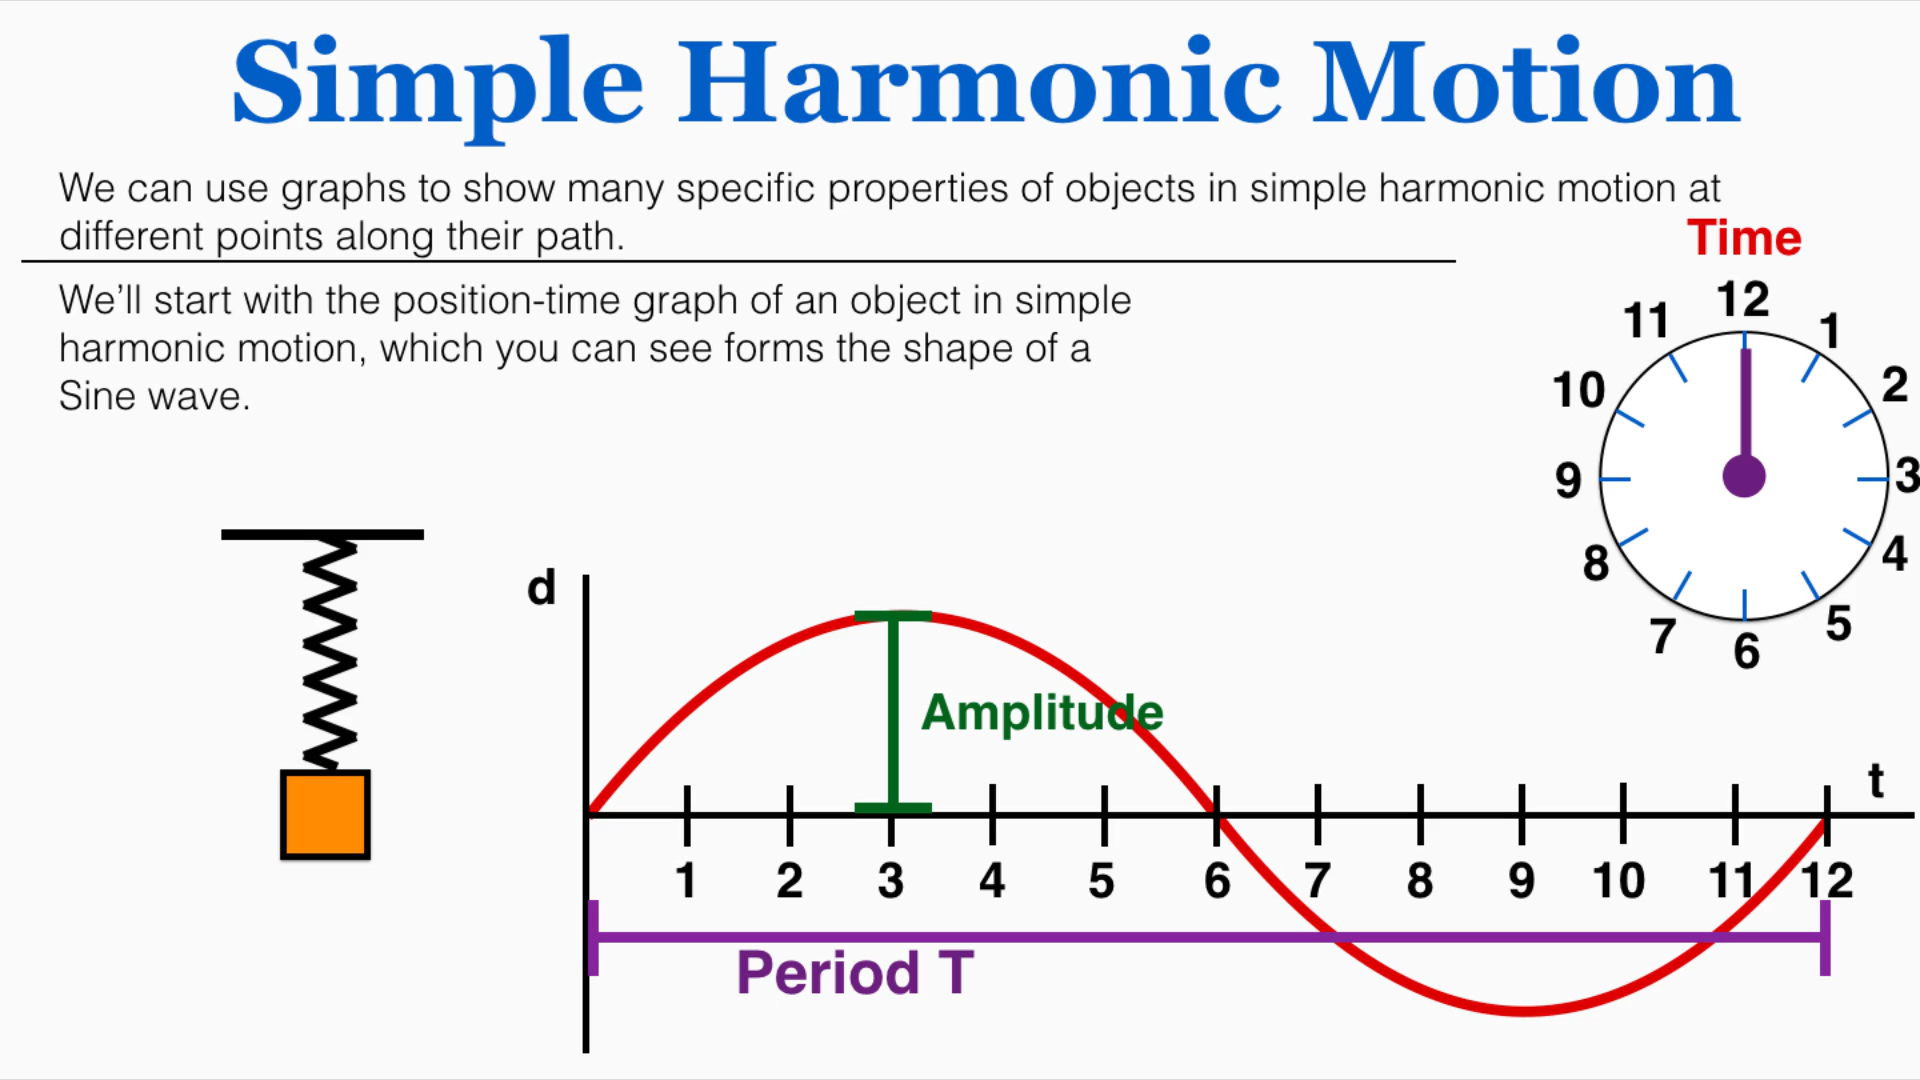 Simple Harmonic Motion
We can use graphs to show many specific properties of objects in simple harmonic motion at
different points along their path.
We'll start with the position-time graph of an object in simple
harmonic motion, which you can see forms the shape of a
Sine wave.
Time
12
11
1
10
2
9
3
8
4
7
5
6
d
Amplitude
t
1 2 3 4 5 6 7 8 9 10 11 12
Period T